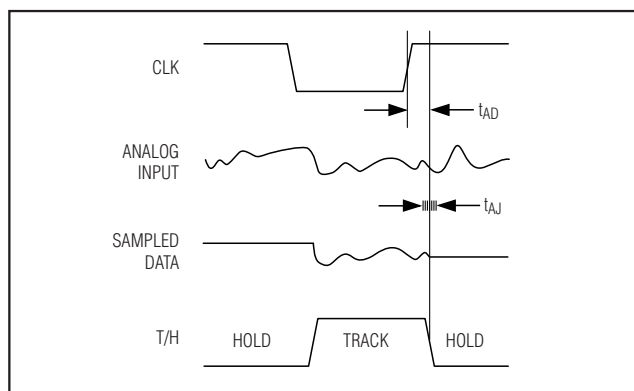 CLK
tAD
ANALOG
INPUT
tAJ
SAMPLED
DATA
T/H
HOLD
TRACK
HOLD